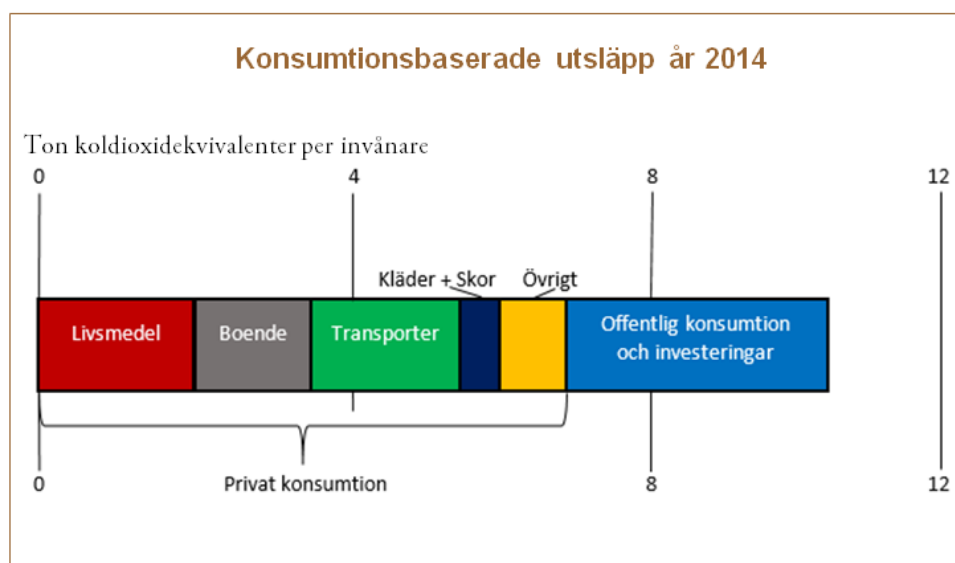 Konsumtionsbaserade utsläpp år 2014
Ton koldioxidekvivalenter per invånare
0 4 8 12
Kläder + Skor Övrigt
Livsmedel Boende Transporter
Offentlig konsumtion
och investeringar
0 Privat konsumtion 8 12